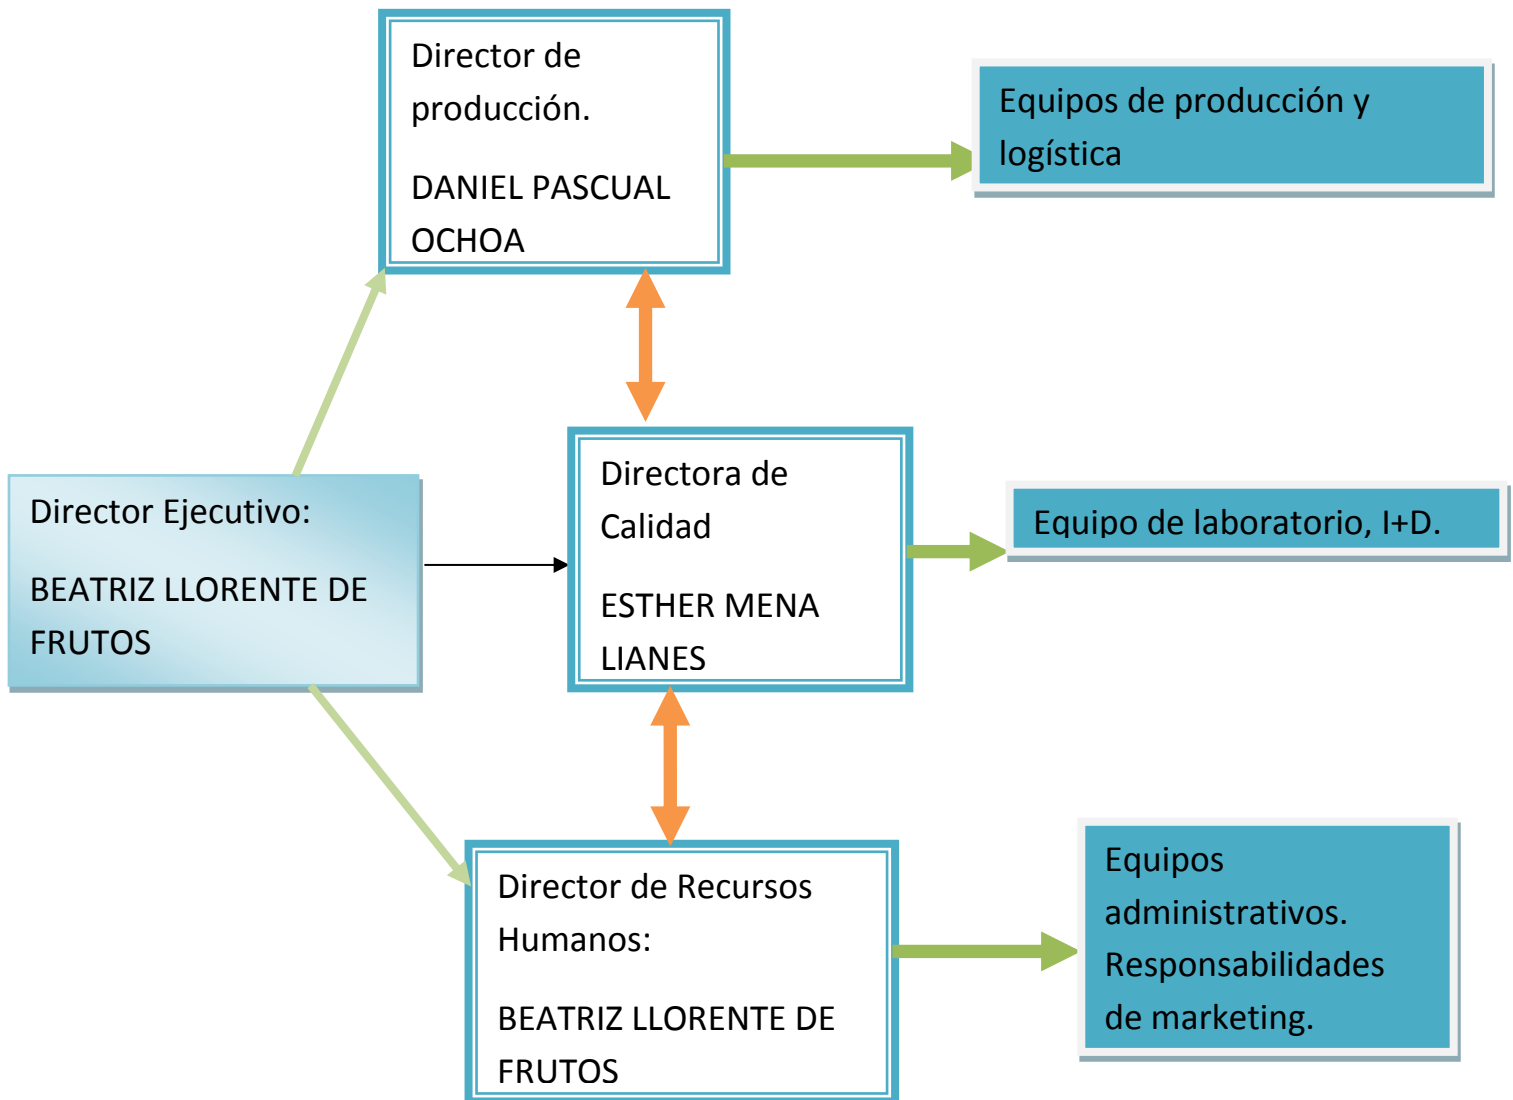 Director de
producción.
DANIEL PASCUAL
OCHOA
Equipos de producción y
logística
Director Ejecutivo:
BEATRIZ LLORENTE DE
FRUTOS
Directora de
Calidad
ESTHER MENA
LIANES
Equipo de laboratorio, I+D.
Director de Recursos
Humanos:
BEATRIZ LLORENTE DE
FRUTOS
Equipos
administrativos.
Responsabilidades
de marketing.